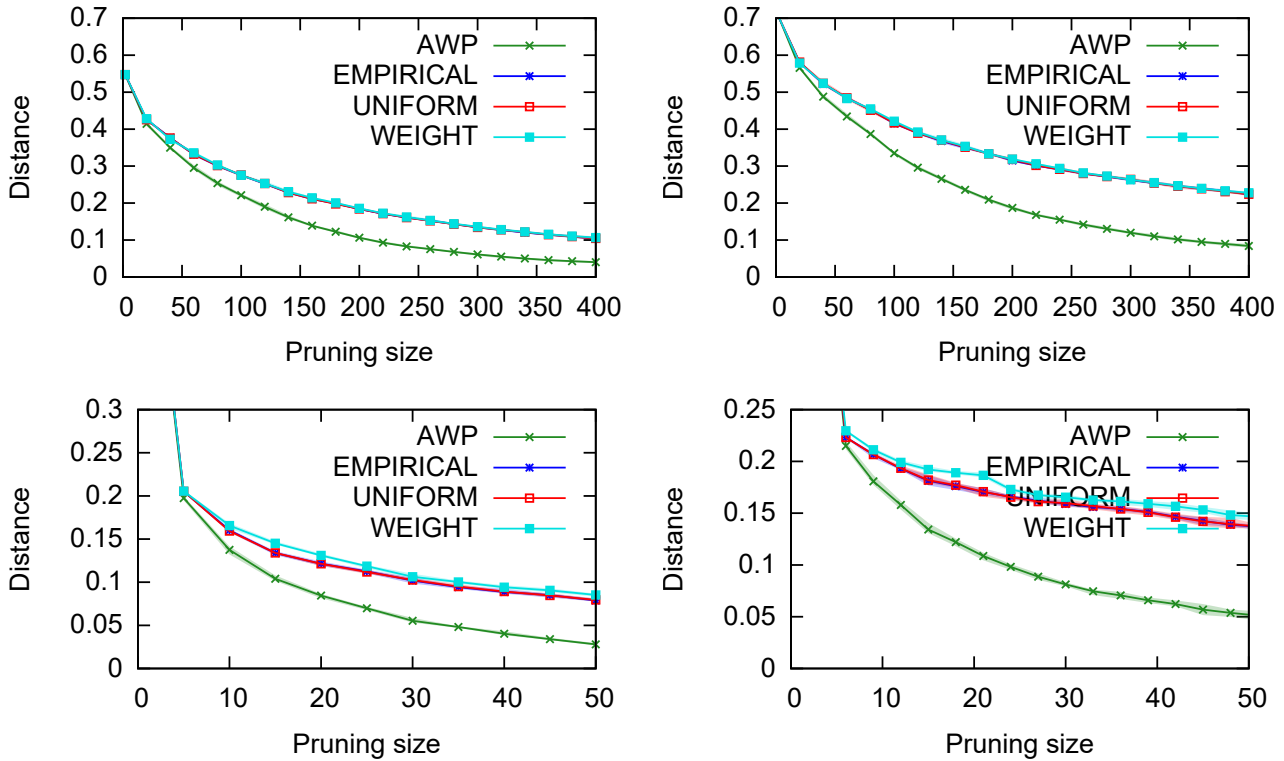 0.7
0.6
0.5
0.4
0.3
0.2
0.1
0
0 50 100 150 200 250 300 350 400
Distance
Pruning size
AWP
EMPIRICAL
UNIFORM
WEIGHT
0.7
0.6
0.5
0.4
0.3
0.2
0.1
0
0 50 100 150 200 250 300 350 400
Distance
Pruning size
AWP
EMPIRICAL
UNIFORM
WEIGHT
0.3
0.25
0.2
0.15
0.1
0.05
0
0 10 20 30 40 50
Distance
Pruning size
AWP
EMPIRICAL
UNIFORM
WEIGHT
0.25
0.2
0.15
0.1
0.05
0
0 10 20 30 40 50
Distance
Pruning size
AWP
EMPIRICAL
UNIFORM
WEIGHT